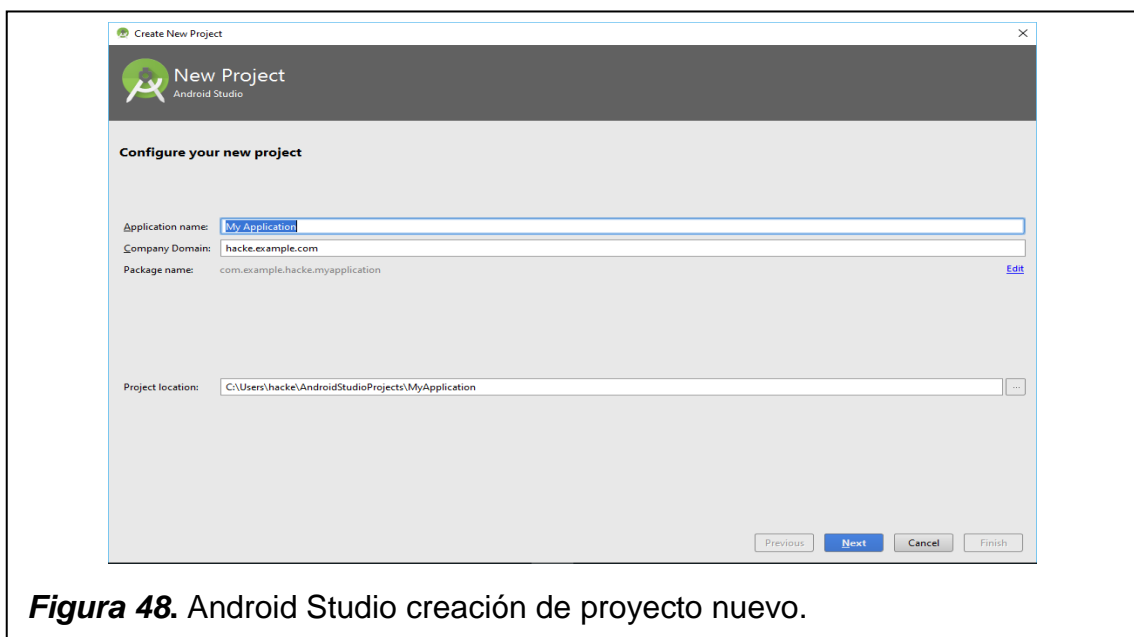 Create New Project
New Project
Android Studio
Configure your new project
Application name: My Application
Company Domain: hacke.example.com
Package name: com.example.hacke.myapplication Edit
Project location: C:\Users\hacke\AndroidStudioProjects\MyApplication ...
Previous Next Cancel Finish
Figura 48. Android Studio creación de proyecto nuevo.